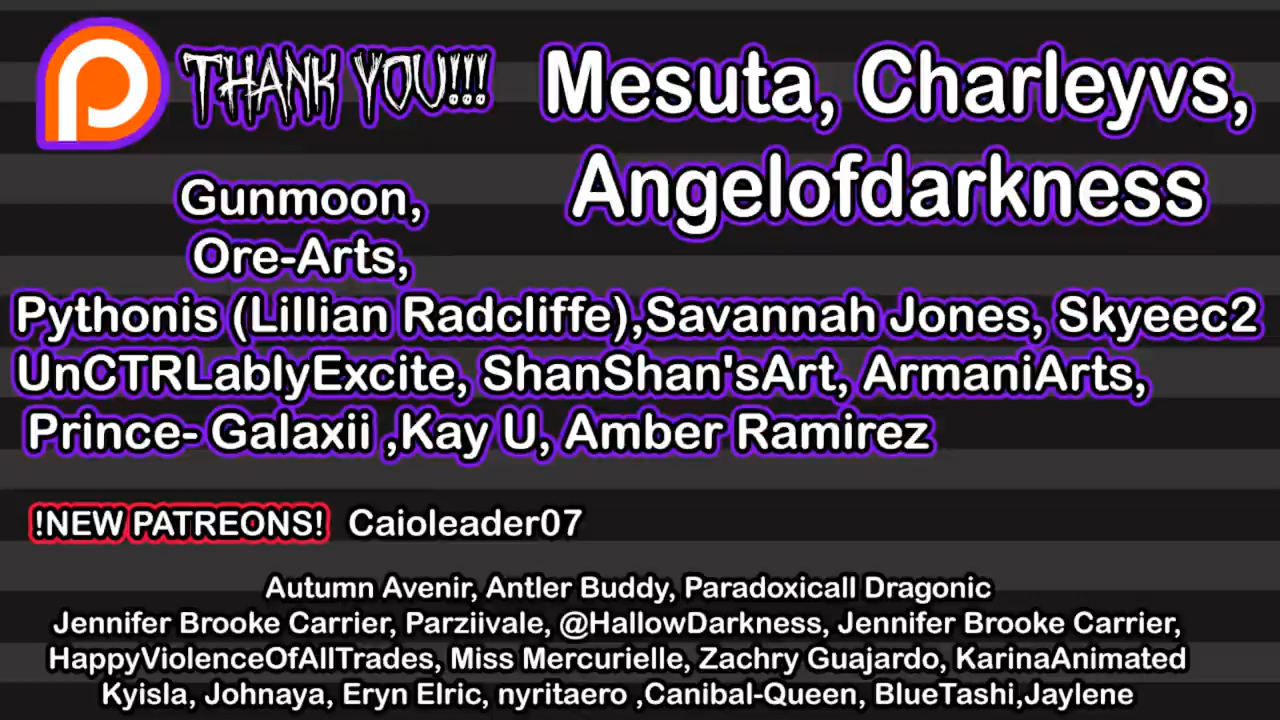 THANK YOU!!!
Mesuta, Charleyvs,
Angelofdarkness
Gunmoon,
Ore-Arts,
Pythonis (Lillian Radcliffe),Savannah Jones, Skyeec2
UnCTRLablyExcite, ShanShan'sArt, ArmaniArts,
Prince- Galaxii ,Kay U, Amber Ramirez
!NEW PATREONS! Caioleader07
Autumn Avenir, Antler Buddy, Paradoxicall Dragonic
Jennifer Brooke Carrier, Parziivale, @HallowDarkness, Jennifer Brooke Carrier,
HappyViolenceOfAllTrades, Miss Mercurielle, Zachry Guajardo, KarinaAnimated
Kyisla, Johnaya, Eryn Elric, nyritaero ,Canibal-Queen, BlueTashi,Jaylene